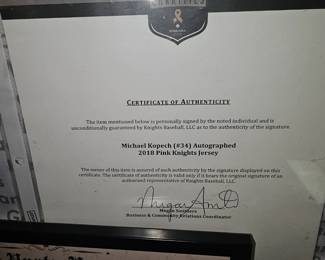 CERTIFICATE OF AUTHENTICITY
The item mentioned below is personally signed by the noted individual and is
unconditionally guaranteed by Knights Baseball, LLC as to the authenticity of the signature.
Michael Kopech (#34) Autographed
2018 Pink Knights Jersey
The owner of this item is assured of such authenticity by the signature displayed on this
certificate. The certificate of authenticity is valid only if it bears the original signature of an
authorized representative of Knights Baseball, LLC.
Megan Smithers
Business & Community Relations Coordinator